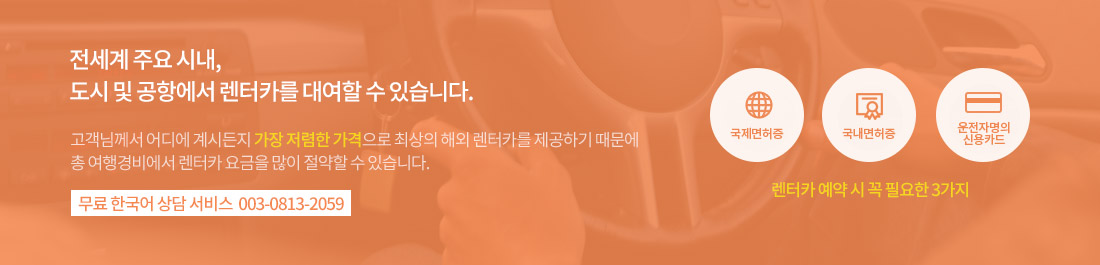 전세계 주요 시내,
도시 및 공항에서 렌터카를 대여할 수 있습니다.
고객님께서 어디에 계시든지 가장 저렴한 가격으로 최상의 해외 렌터카를 제공하기 때문에
총 여행경비에서 렌터카 요금을 많이 절약할 수 있습니다.
무료 한국어 상담 서비스 003-0813-2059
국제면허증
국내면허증
운전자명의
신용카드
렌터카 예약 시 꼭 필요한 3가지